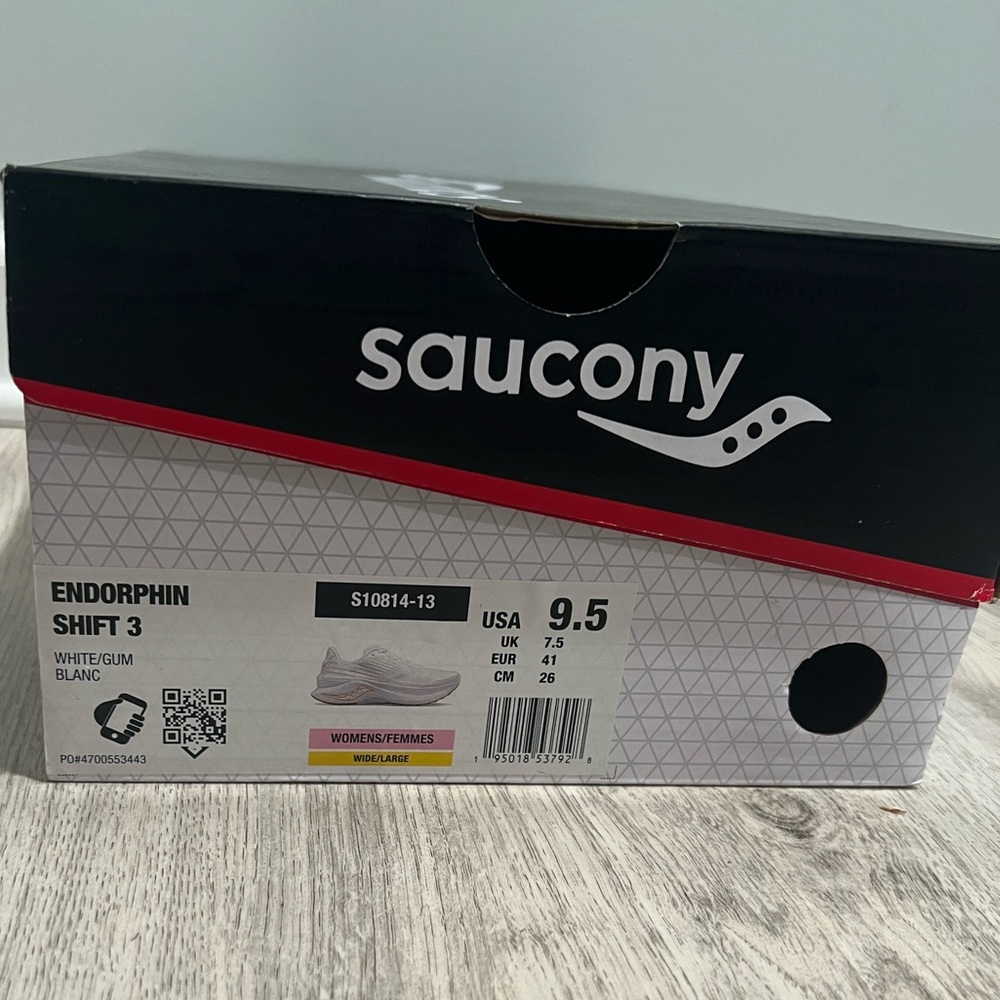 saucony
ENDORPHIN
SHIFT 3
WHITE/GUM
BLANC
PO#4700553443
S10814-13
WOMENS/FEMMES
WIDE/LARGE
USA 9.5
UK 7.5
EUR 41
CM 26
1 95018 53792 8